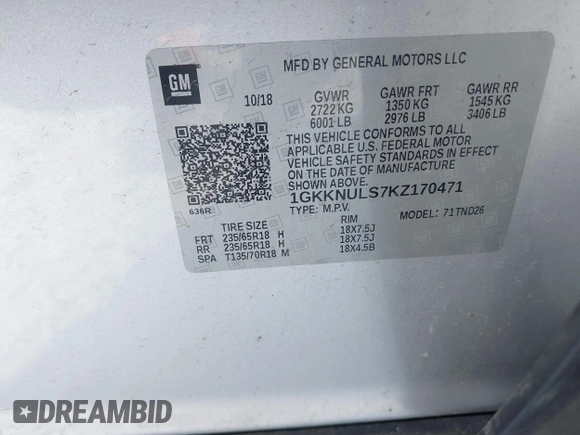 GM
MFD BY GENERAL MOTORS LLC
10/18
GVWR GAWR FRT GAWR RR
2722 KG 1350 KG 1545 KG
6001 LB 2976 LB 3406 LB
THIS VEHICLE CONFORMS TO ALL
APPLICABLE U.S. FEDERAL MOTOR
VEHICLE SAFETY STANDARDS IN EFFECT
ON THE DATE OF MANUFACTURE
SHOWN ABOVE.
1GKKNULS7KZ170471
TYPE: M.P.V. MODEL: 71TND26
636R
TIRE SIZE RIM
FRT 235/65R18 H 18X7.5J
RR 235/65R18 H 18X7.5J
SPA T135/70R18 M 18X4.5B
DREAMBID